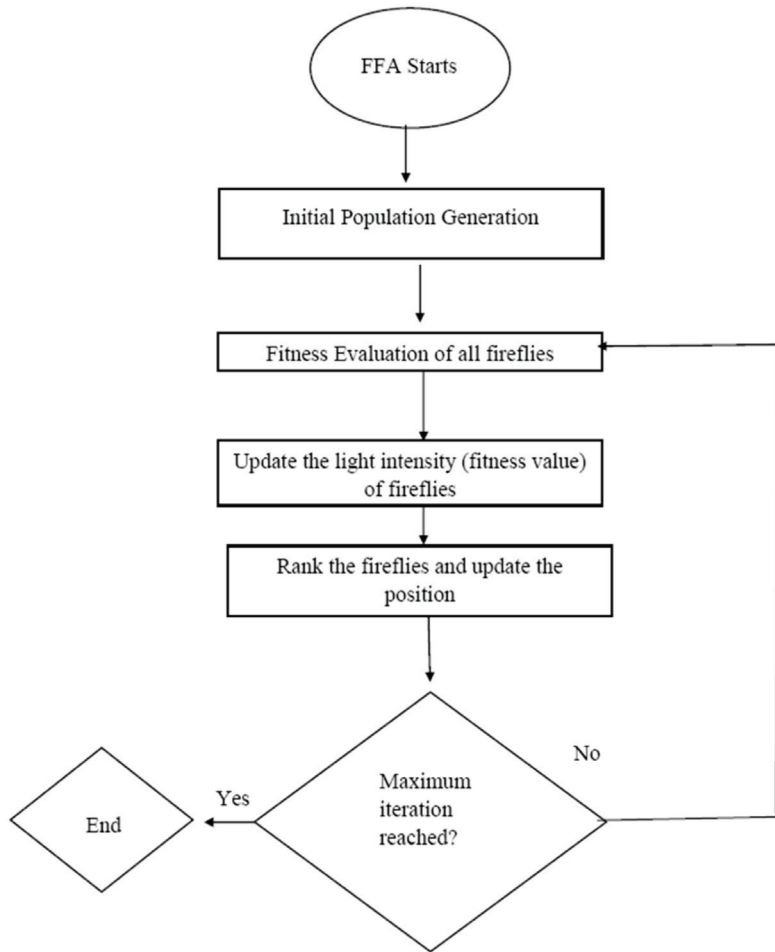 FFA Starts
Initial Population Generation
Fitness Evaluation of all fireflies
Update the light intensity (fitness value)
of fireflies
Rank the fireflies and update the
position
Maximum
iteration
reached?
No
Yes
End